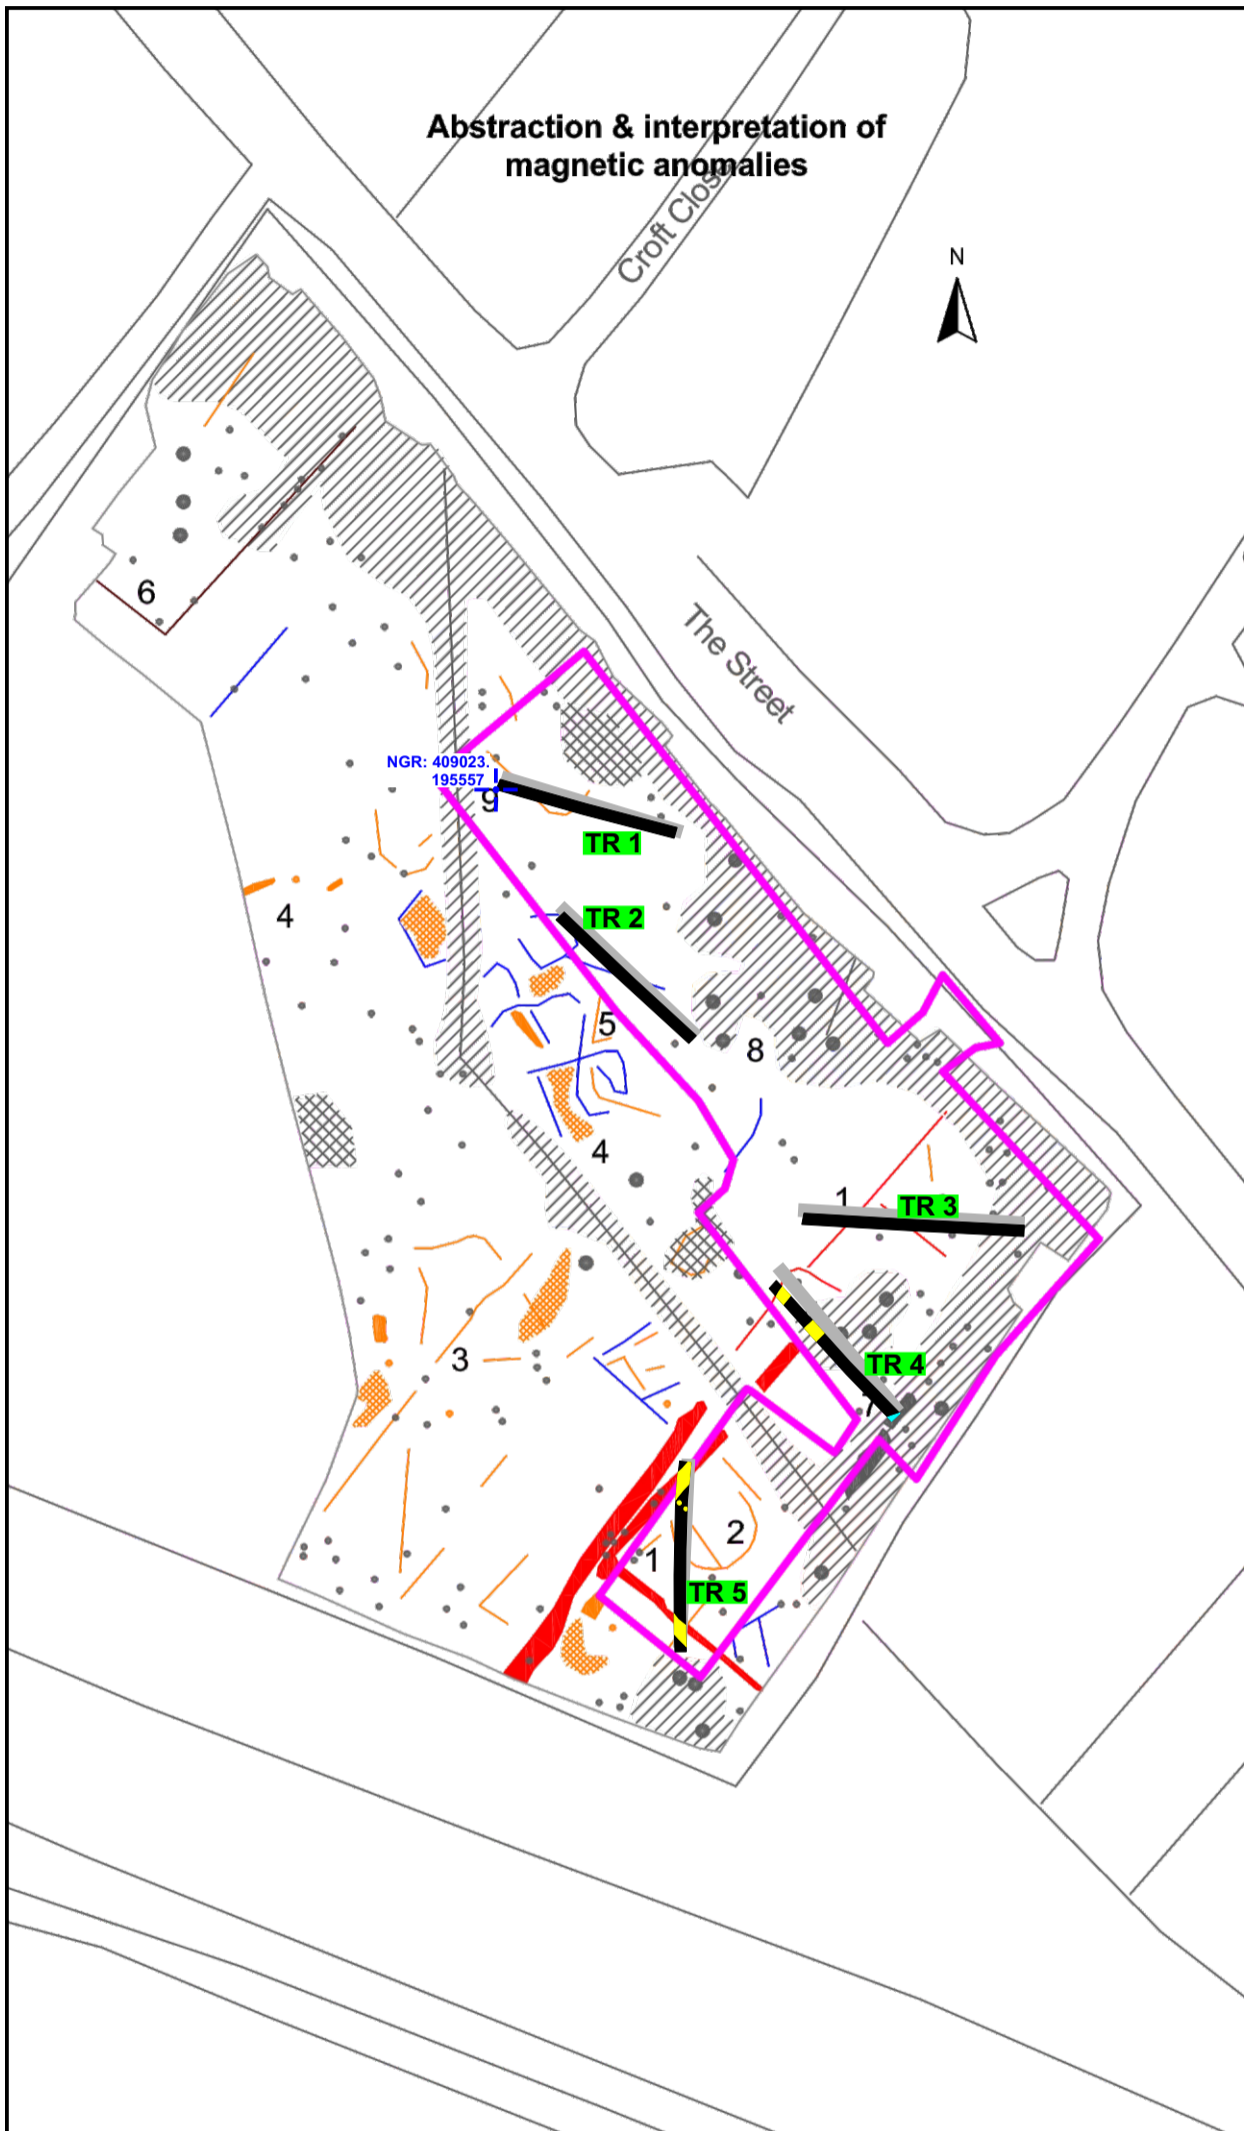 Abstraction & interpretation of
magnetic anomalies
Croft Close
N
6
The Street
NGR: 409023.
195557
9
TR 1
4
TR 2
5
8
4
1
TR 3
3
TR 4
7
2
1
TR 5